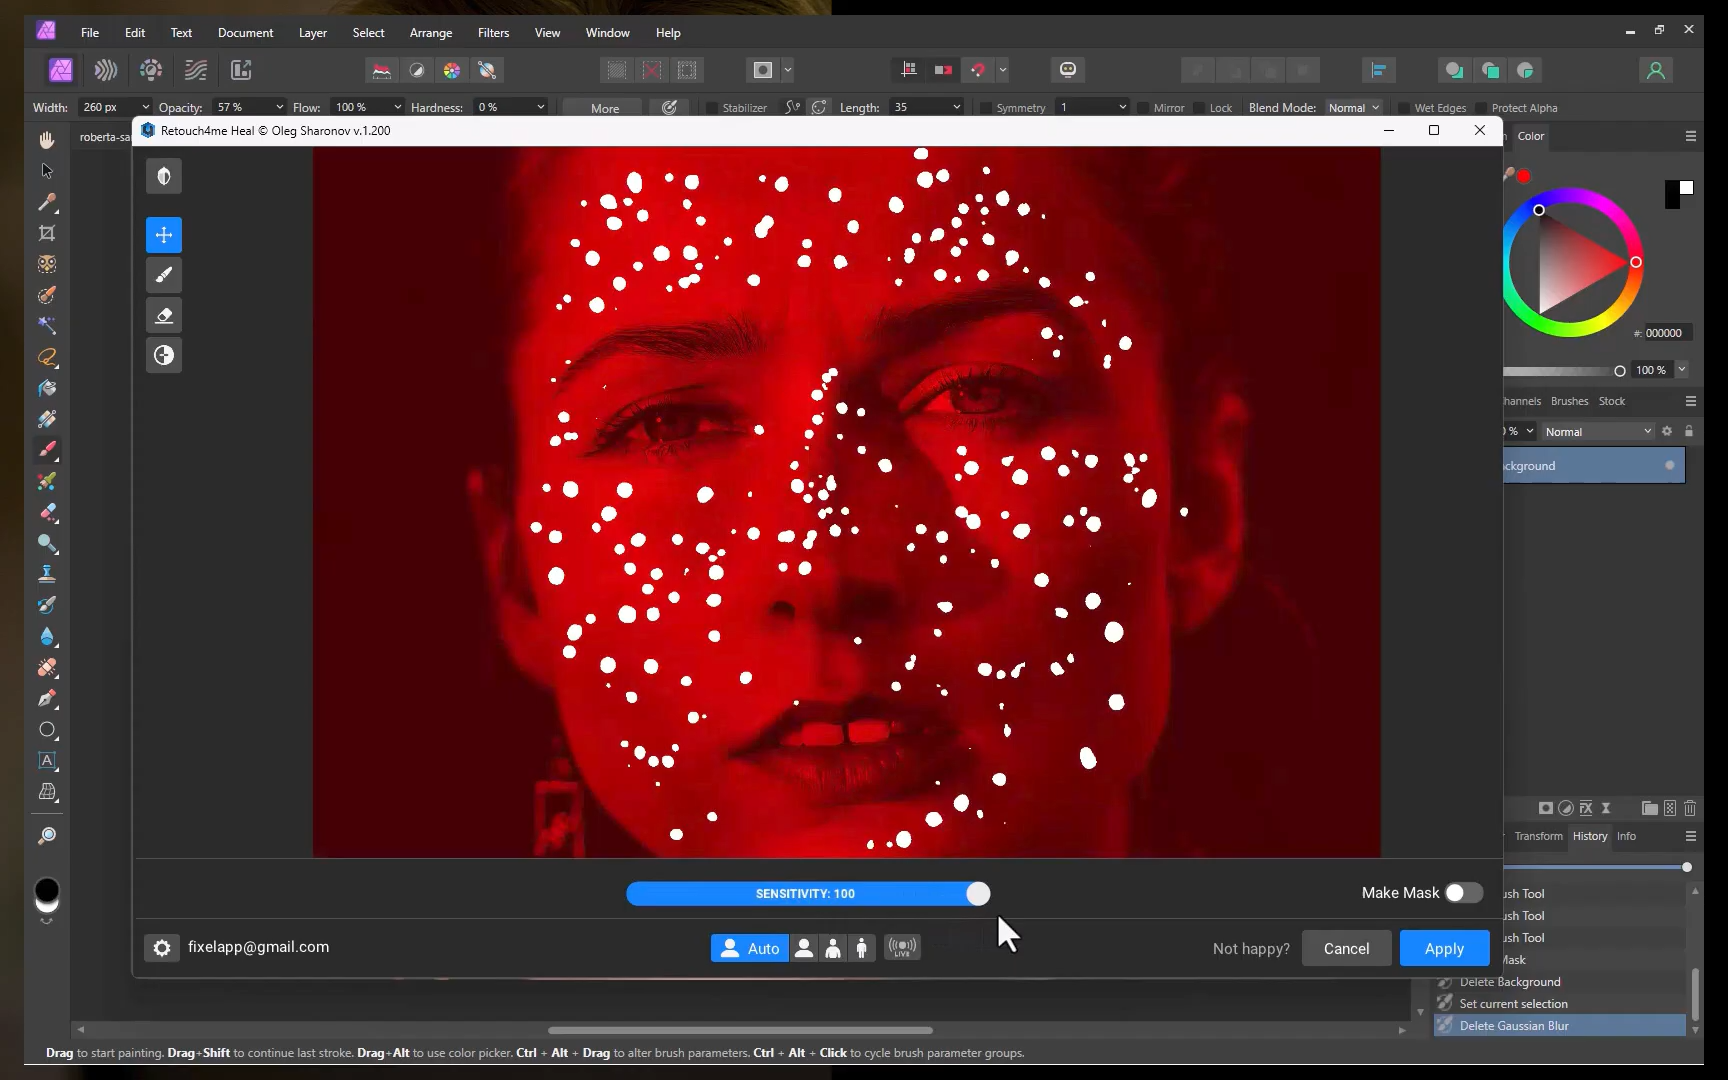 File Edit Text Document Layer Select Arrange Filters View Window Help
Width: 260 px Opacity: 57 % Flow: 100 % Hardness: 0 % More Stabilizer Length: 35 Symmetry 1 Mirror Lock Blend Mode: Normal Wet Edges Protect Alpha
Retouch4me Heal © Oleg Sharonov v.1.200
roberta-sa
Color
#: 000000
100 %
hannels Brushes Stock
% Normal
ckground
Transform History Info
ush Tool
ush Tool
ush Tool
Mask
Delete Background
Set current selection
Delete Gaussian Blur
SENSITIVITY: 100
Make Mask
fixelapp@gmail.com
Auto
LIVE
Not happy? Cancel Apply
Drag to start painting. Drag+Shift to continue last stroke. Drag+Alt to use color picker. Ctrl + Alt + Drag to alter brush parameters. Ctrl + Alt + Click to cycle brush parameter groups.